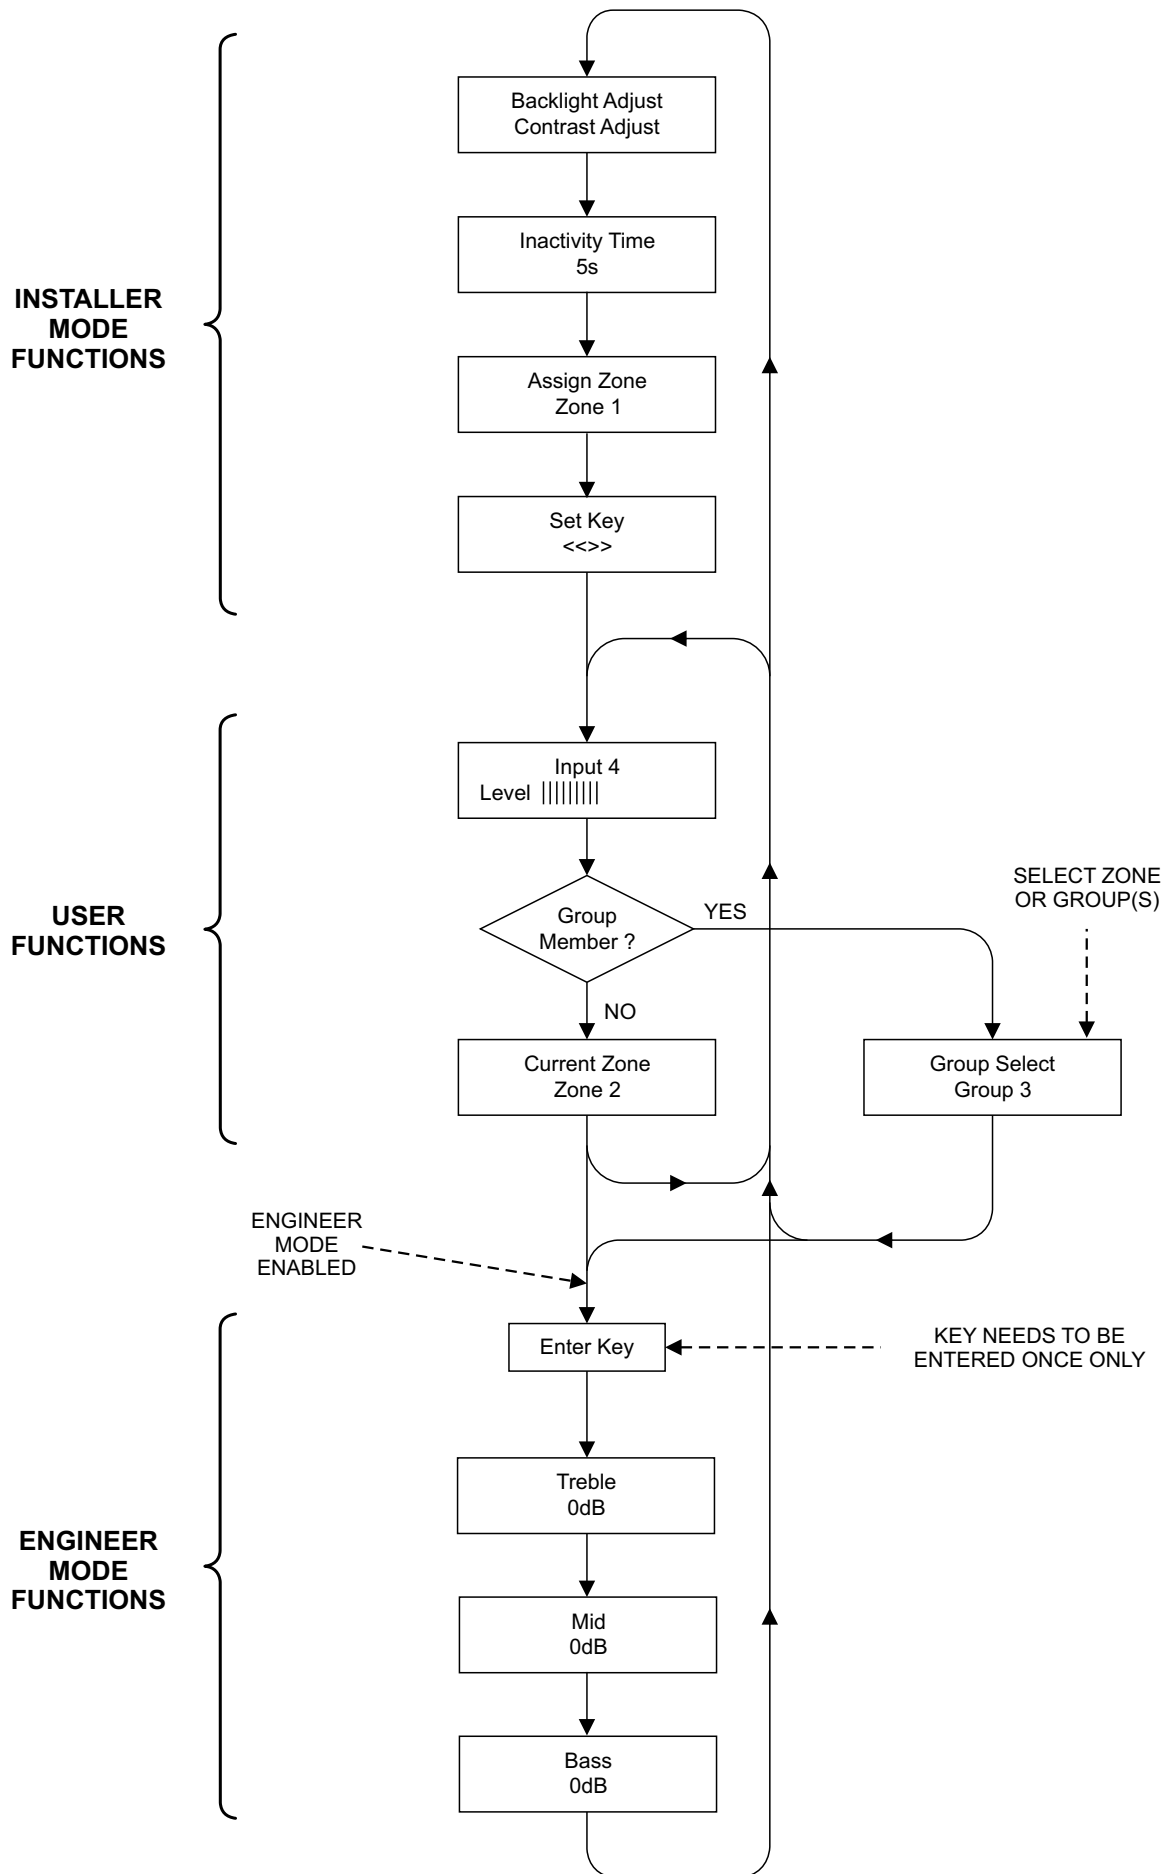 Backlight Adjust
Contrast Adjust
Inactivity Time
5s
INSTALLER
MODE
FUNCTIONS
Assign Zone
Zone 1
Set Key
<<>>
Input 4
Level |||||||||
USER
FUNCTIONS
Group
Member ?
YES
NO
SELECT ZONE
OR GROUP(S)
Current Zone
Zone 2
Group Select
Group 3
ENGINEER
MODE
ENABLED
Enter Key
KEY NEEDS TO BE
ENTERED ONCE ONLY
Treble
0dB
ENGINEER
MODE
FUNCTIONS
Mid
0dB
Bass
0dB